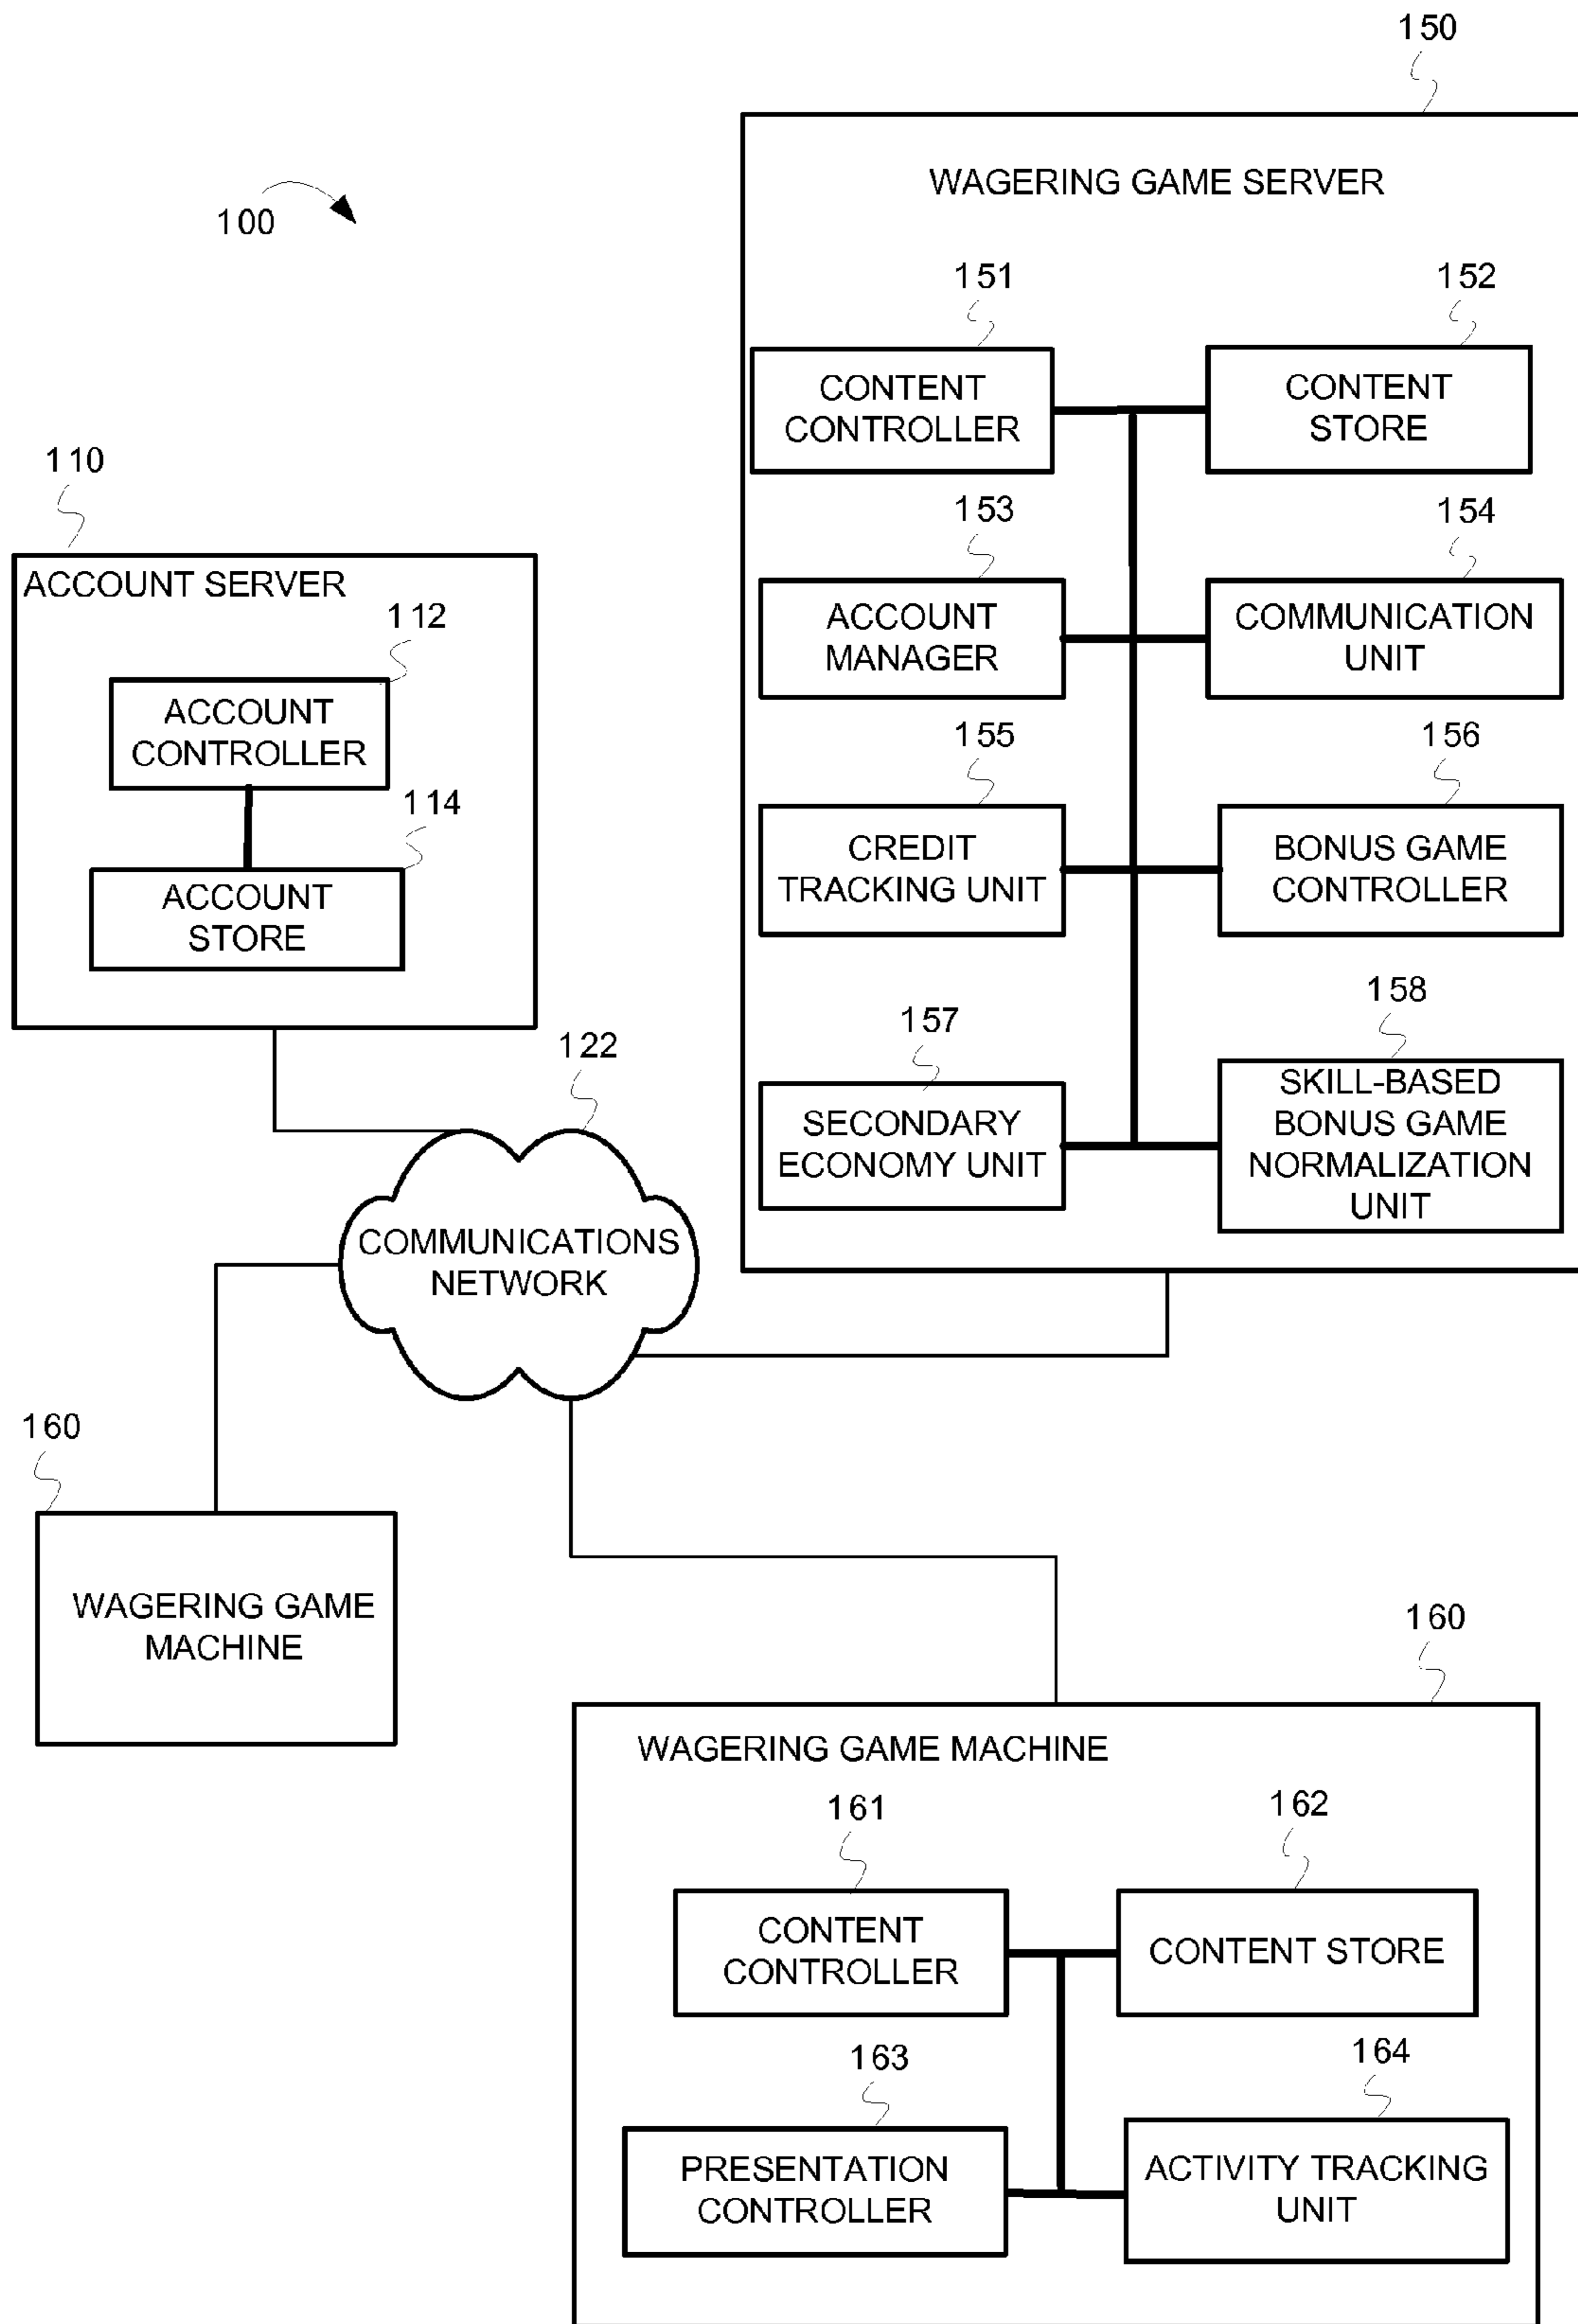 150
WAGERING GAME SERVER
100
151
152
CONTENT
CONTROLLER
CONTENT
STORE
110
153
154
ACCOUNT SERVER
ACCOUNT
MANAGER
COMMUNICATION
UNIT
112
ACCOUNT
CONTROLLER
155
156
114
CREDIT
TRACKING UNIT
BONUS GAME
CONTROLLER
ACCOUNT
STORE
157
158
122
SECONDARY
ECONOMY UNIT
SKILL-BASED
BONUS GAME
NORMALIZATION
UNIT
COMMUNICATIONS
NETWORK
160
WAGERING GAME
MACHINE
160
WAGERING GAME MACHINE
161
162
CONTENT
CONTROLLER
CONTENT STORE
163
164
PRESENTATION
CONTROLLER
ACTIVITY TRACKING
UNIT